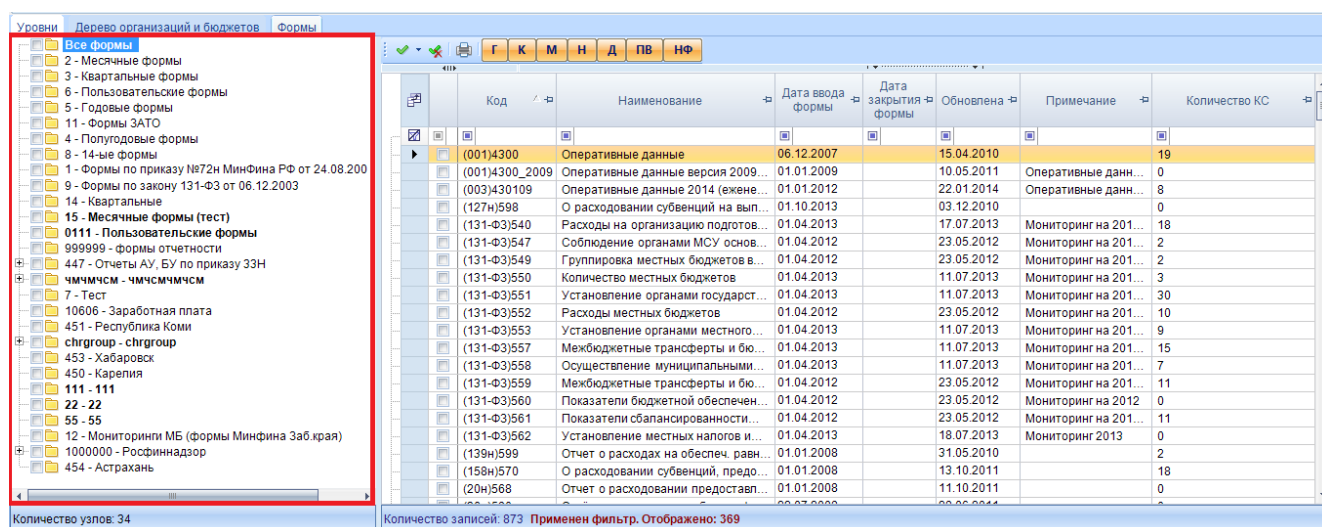 Уровни Дерево организаций и бюджетов Формы
Все формы
2 - Месячные формы
3 - Квартальные формы
6 - Пользовательские формы
5 - Годовые формы
11 - Формы ЗАТО
4 - Полугодовые формы
8 - 14-ые формы
1 - Формы по приказу №72н МинФина РФ от 24.08.200
9 - Формы по закону 131-ФЗ от 06.12.2003
14 - Квартальные
15 - Месячные формы (тест)
0111 - Пользовательские формы
999999 - формы отчетности
447 - Отчеты АУ, БУ по приказу 33Н
чмчмчсм - чмчсмчмчсм
7 - Тест
10606 - Заработная плата
451 - Республика Коми
chrgroup - chrgroup
453 - Хабаровск
450 - Карелия
111 - 111
22 - 22
55 - 55
12 - Мониторинги МБ (формы Минфина Заб.края)
1000000 - Росфиннадзор
454 - Астрахань
Количество узлов: 34
Г К М Н Д ПВ НФ
Код Наименование Дата ввода формы Дата закрытия формы Обновлена Примечание Количество КС
(001)4300 Оперативные данные 06.12.2007 15.04.2010 19
(001)4300_2009 Оперативные данные версия 2009... 01.01.2009 10.05.2011 Оперативные данн... 0
(003)430109 Оперативные данные 2014 (ежене... 01.01.2012 22.01.2014 Оперативные данн... 8
(127н)598 О расходовании субвенций на вып... 01.10.2013 03.12.2010 0
(131-ФЗ)540 Расходы на организацию подготов... 01.04.2013 17.07.2013 Мониторинг на 201... 18
(131-ФЗ)547 Соблюдение органами МСУ основ... 01.04.2012 23.05.2012 Мониторинг на 201... 2
(131-ФЗ)549 Группировка местных бюджетов в... 01.04.2012 23.05.2012 Мониторинг на 201... 2
(131-ФЗ)550 Количество местных бюджетов 01.04.2013 11.07.2013 Мониторинг на 201... 3
(131-ФЗ)551 Установление органами государст... 01.04.2013 11.07.2013 Мониторинг на 201... 30
(131-ФЗ)552 Расходы местных бюджетов 01.04.2012 23.05.2012 Мониторинг на 201... 10
(131-ФЗ)553 Установление органами местного... 01.04.2013 11.07.2013 Мониторинг на 201... 9
(131-ФЗ)557 Межбюджетные трансферты и бю... 01.04.2013 11.07.2013 Мониторинг на 201... 15
(131-ФЗ)558 Осуществление муниципальными... 01.04.2013 11.07.2013 Мониторинг на 201... 7
(131-ФЗ)559 Межбюджетные трансферты и бю... 01.04.2012 23.05.2012 Мониторинг на 201... 11
(131-ФЗ)560 Показатели бюджетной обеспечен... 01.04.2012 23.05.2012 Мониторинг на 2012 0
(131-ФЗ)561 Показатели сбалансированности... 01.04.2012 23.05.2012 Мониторинг на 201... 11
(131-ФЗ)562 Установление местных налогов и... 01.04.2013 18.07.2013 Мониторинг 2013 0
(139н)599 Отчет о расходах на обеспеч. равн... 01.01.2008 31.05.2010 2
(158н)570 О расходовании субвенций, предо... 01.01.2008 13.10.2011 18
(20н)568 Отчет о расходовании предоставл... 01.01.2008 11.10.2011 0
Количество записей: 873 Применен фильтр. Отображено: 369